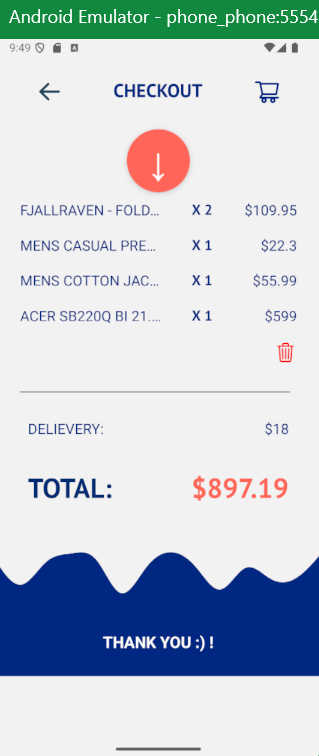 Android Emulator - phone_phone:5554
9:49
CHECKOUT
FJALLRAVEN - FOLD... X 2 $109.95
MENS CASUAL PRE... X 1 $22.3
MENS COTTON JAC... X 1 $55.99
ACER SB220Q BI 21.... X 1 $599
DELIEVERY: $18
TOTAL: $897.19
THANK YOU :) !